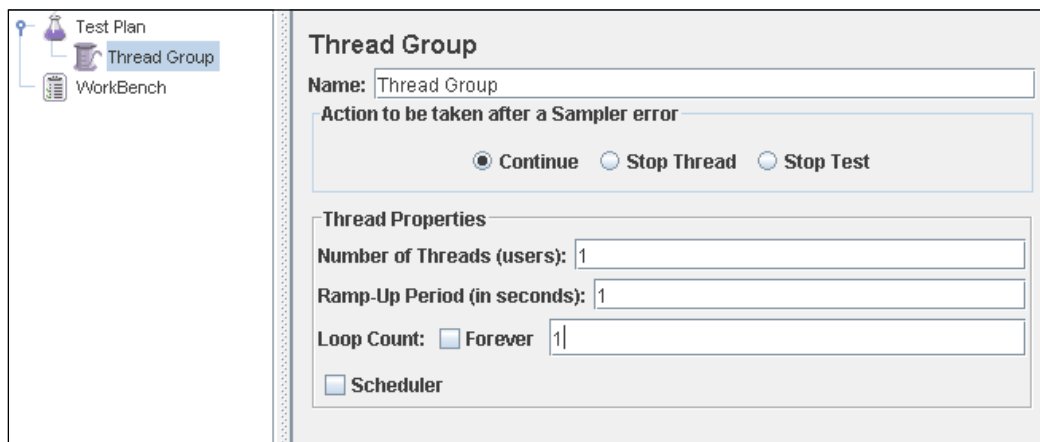 Test Plan
Thread Group
WorkBench
Thread Group
Name: Thread Group
Action to be taken after a Sampler error
Continue Stop Thread Stop Test
Thread Properties
Number of Threads (users): 1
Ramp-Up Period (in seconds): 1
Loop Count: Forever 1
Scheduler